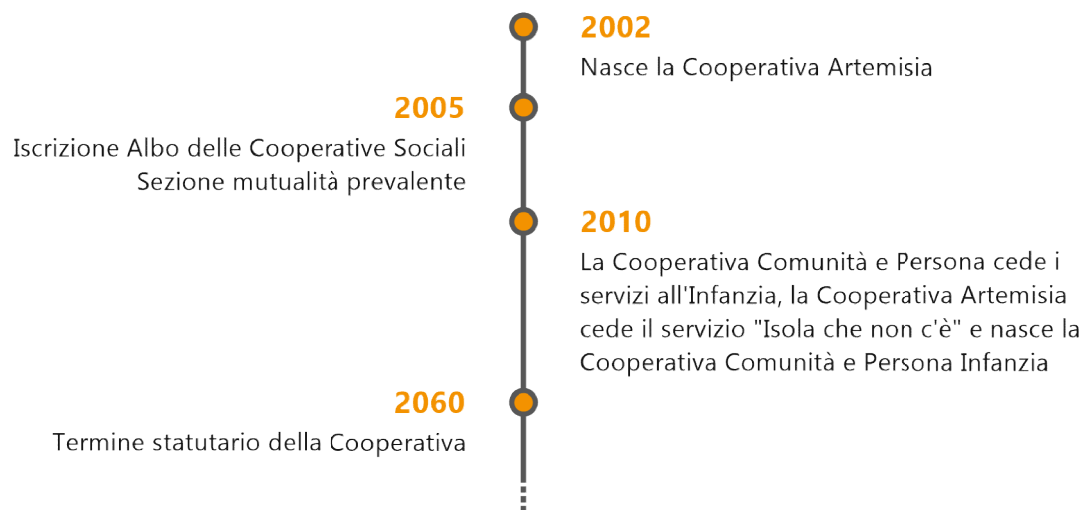 2002
Nasce la Cooperativa Artemisia
2005
Iscrizione Albo delle Cooperative Sociali
Sezione mutualità prevalente
2010
La Cooperativa Comunità e Persona cede i
servizi all'Infanzia, la Cooperativa Artemisia
cede il servizio "Isola che non c'è" e nasce la
Cooperativa Comunità e Persona Infanzia
2060
Termine statutario della Cooperativa